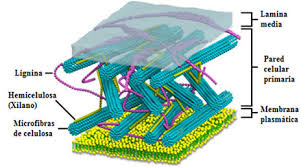 Lamina
media
Lignina
Pared
celular
primaria
Hemicelulosa
(Xilano)
Membrana
plasmática
Microfibras
de celulosa